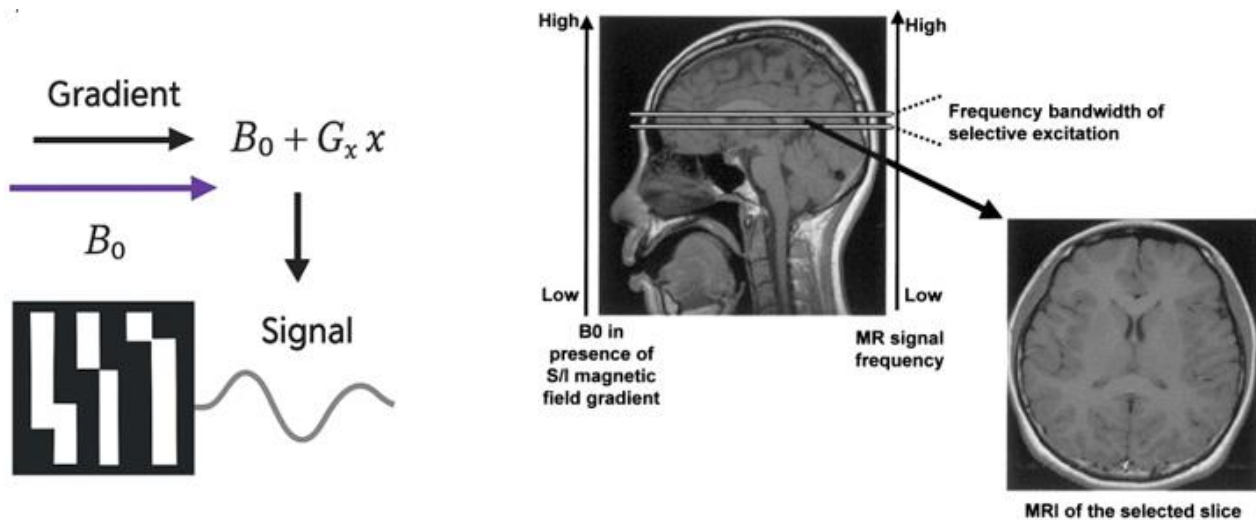 Gradient
B₀ + Gₓ x
B₀
Signal
High
High
Frequency bandwidth of
selective excitation
Low
Low
B0 in
presence of
S/I magnetic
field gradient
MR signal
frequency
MRI of the selected slice